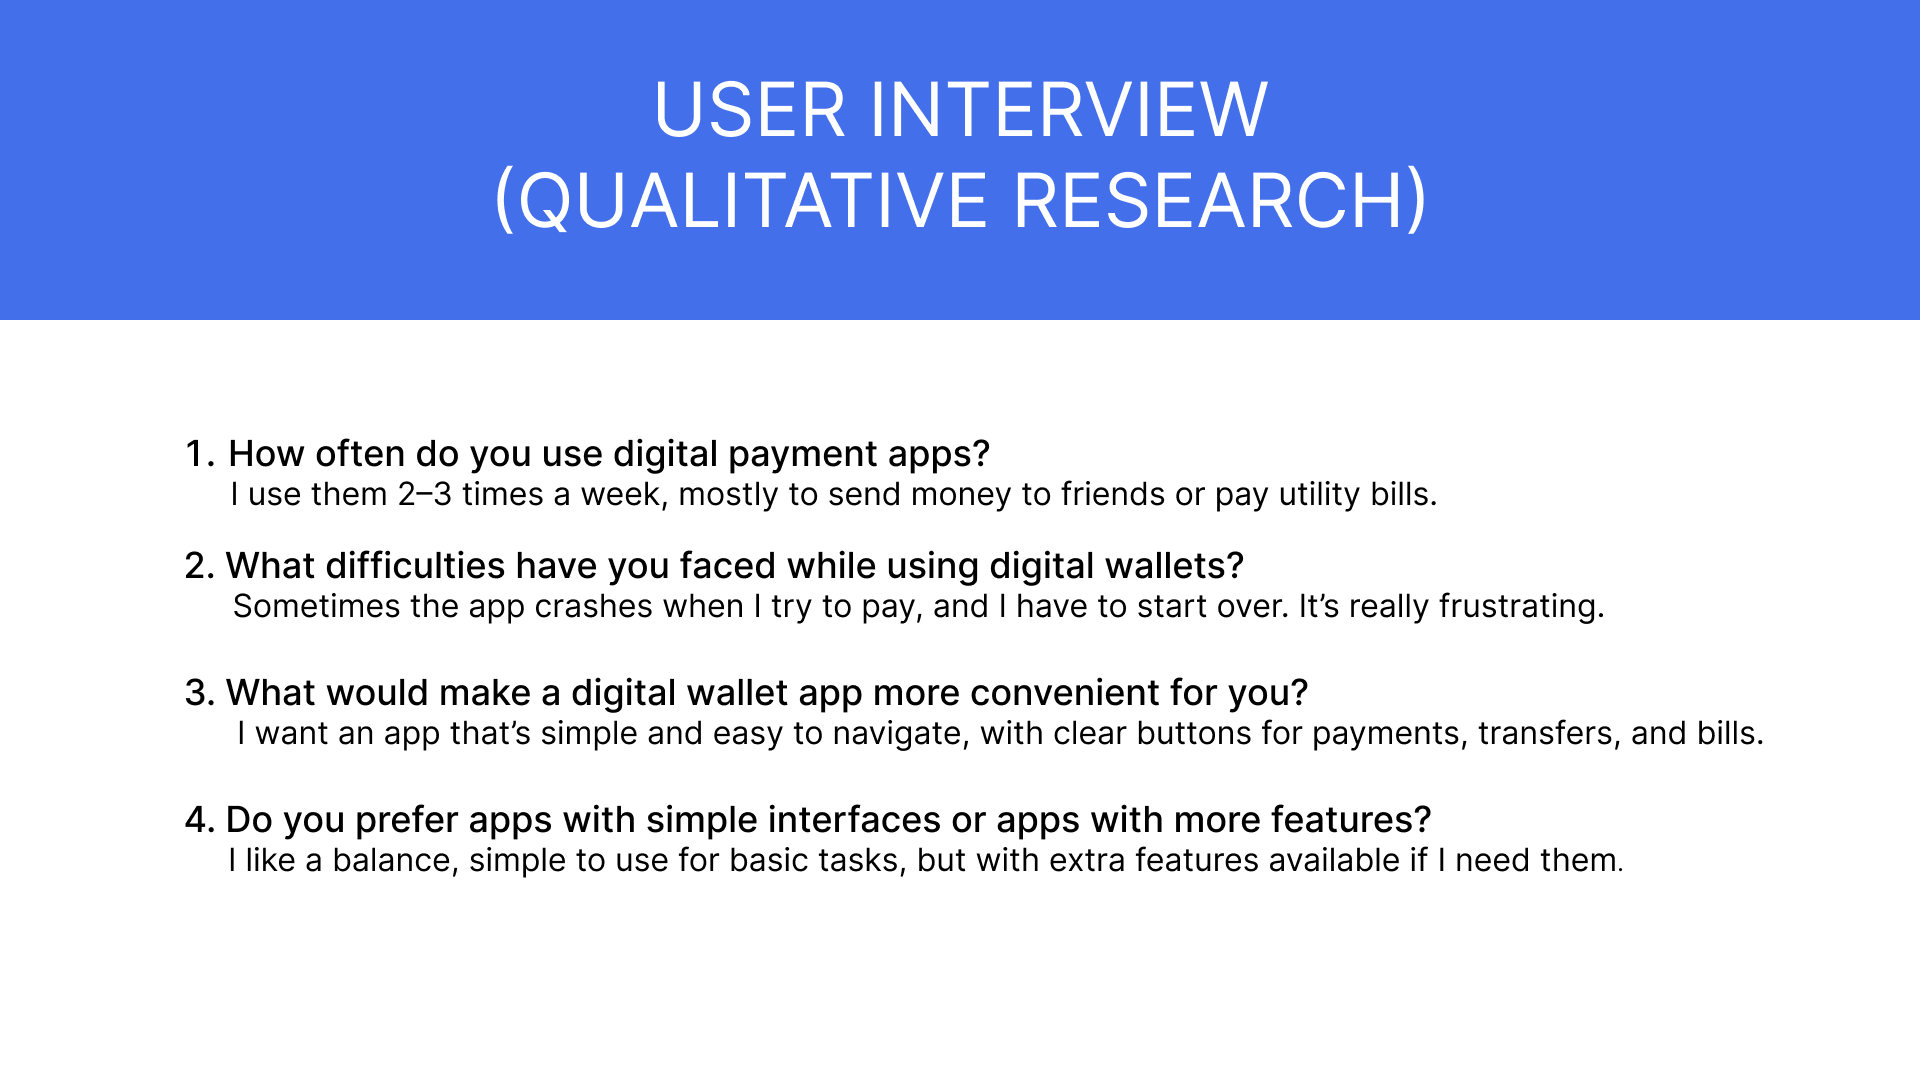 USER INTERVIEW
(QUALITATIVE RESEARCH)
1. How often do you use digital payment apps?
I use them 2–3 times a week, mostly to send money to friends or pay utility bills.
2. What difficulties have you faced while using digital wallets?
Sometimes the app crashes when I try to pay, and I have to start over. It’s really frustrating.
3. What would make a digital wallet app more convenient for you?
I want an app that’s simple and easy to navigate, with clear buttons for payments, transfers, and bills.
4. Do you prefer apps with simple interfaces or apps with more features?
I like a balance, simple to use for basic tasks, but with extra features available if I need them.